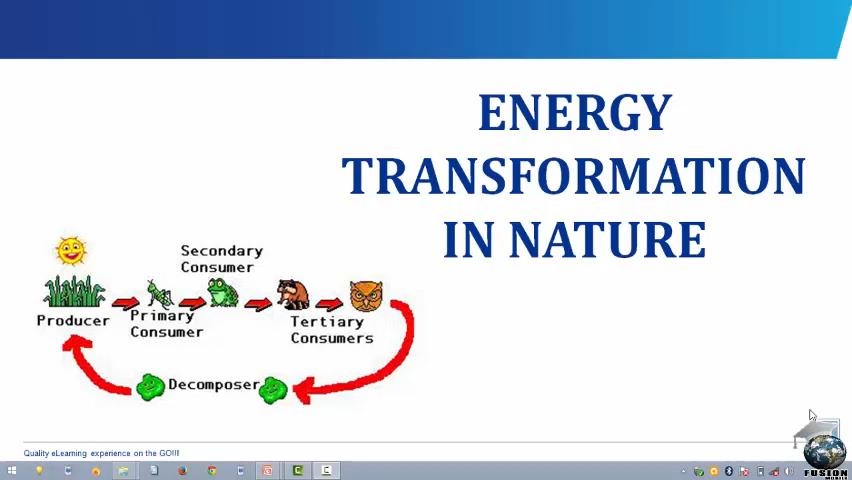 ENERGY
TRANSFORMATION
IN NATURE
Secondary
Consumer
Producer
Primary
Consumer
Tertiary
Consumers
Decomposer
Quality eLearning experience on the GO!!!
FUSION